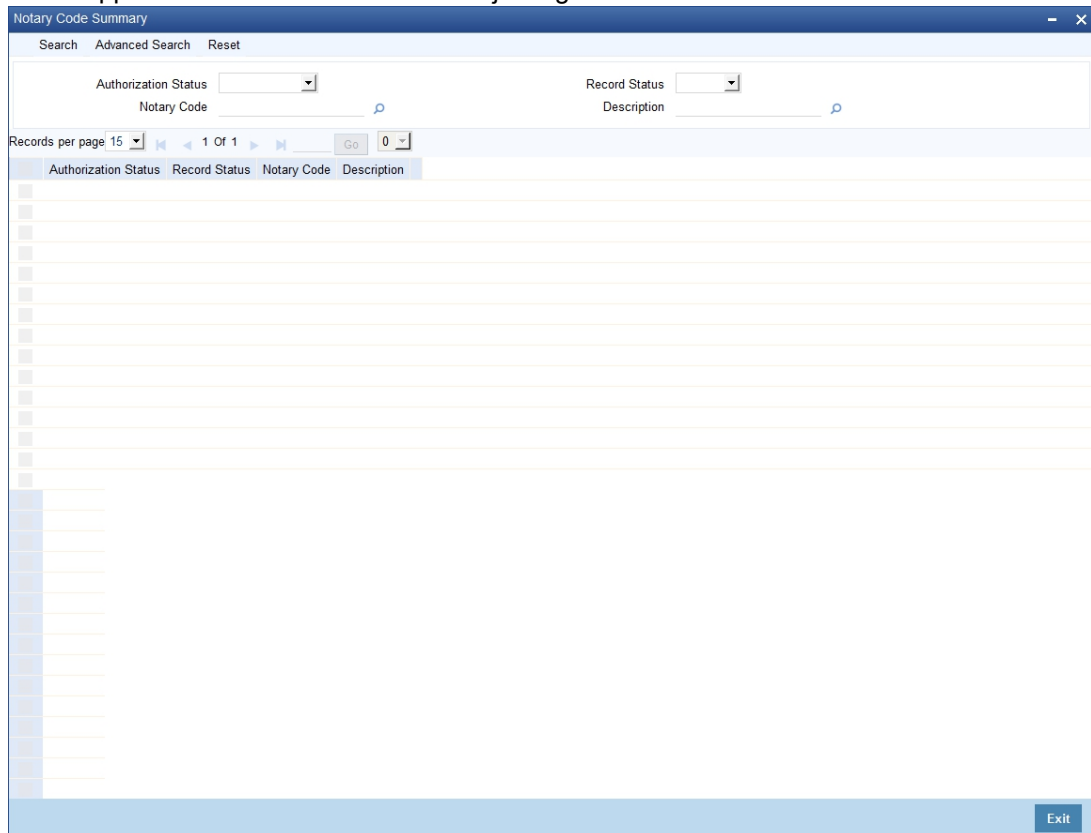 Notary Code Summary
Search Advanced Search Reset
Authorization Status Record Status
Notary Code Description
Records per page 15 1 Of 1 Go 0
Authorization Status Record Status Notary Code Description
Exit